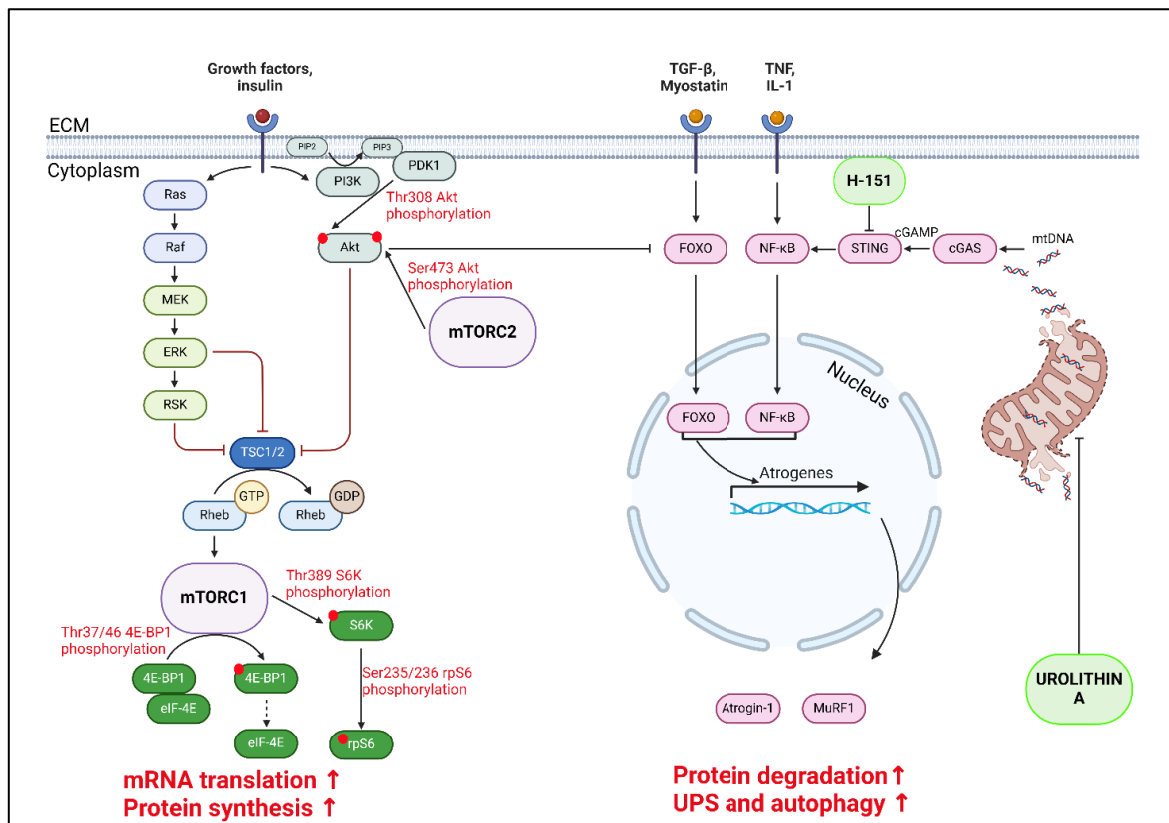 Growth factors,
insulin
TGF-β,
Myostatin
TNF,
IL-1
ECM
Cytoplasm
PIP2
PIP3
PDK1
PI3K
H-151
Ras
Thr308 Akt
phosphorylation
Raf
Akt
FOXO
NF-κB
STING
cGAMP
cGAS
mtDNA
Ser473 Akt
phosphorylation
MEK
mTORC2
ERK
Nucleus
RSK
FOXO
NF-κB
TSC1/2
Atrogenes
GTP
GDP
Rheb
Rheb
mTORC1
Thr389 S6K
phosphorylation
S6K
Thr37/46 4E-BP1
phosphorylation
4E-BP1
eIF-4E
4E-BP1
Ser235/236 rpS6
phosphorylation
eIF-4E
rpS6
Atrogin-1
MuRF1
UROLITHIN
A
mRNA translation ↑
Protein synthesis ↑
Protein degradation ↑
UPS and autophagy ↑